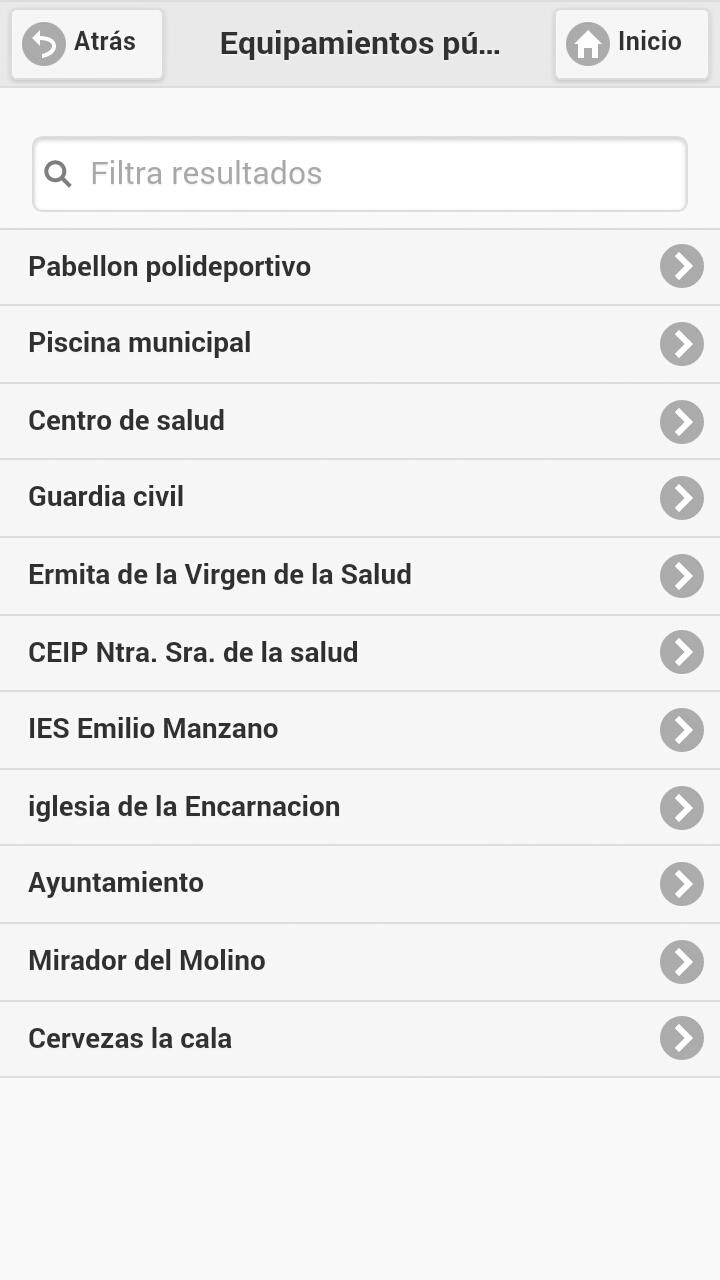 Atrás
Equipamientos pú...
Inicio
Filtra resultados
Pabellon polideportivo
Piscina municipal
Centro de salud
Guardia civil
Ermita de la Virgen de la Salud
CEIP Ntra. Sra. de la salud
IES Emilio Manzano
iglesia de la Encarnacion
Ayuntamiento
Mirador del Molino
Cervezas la cala